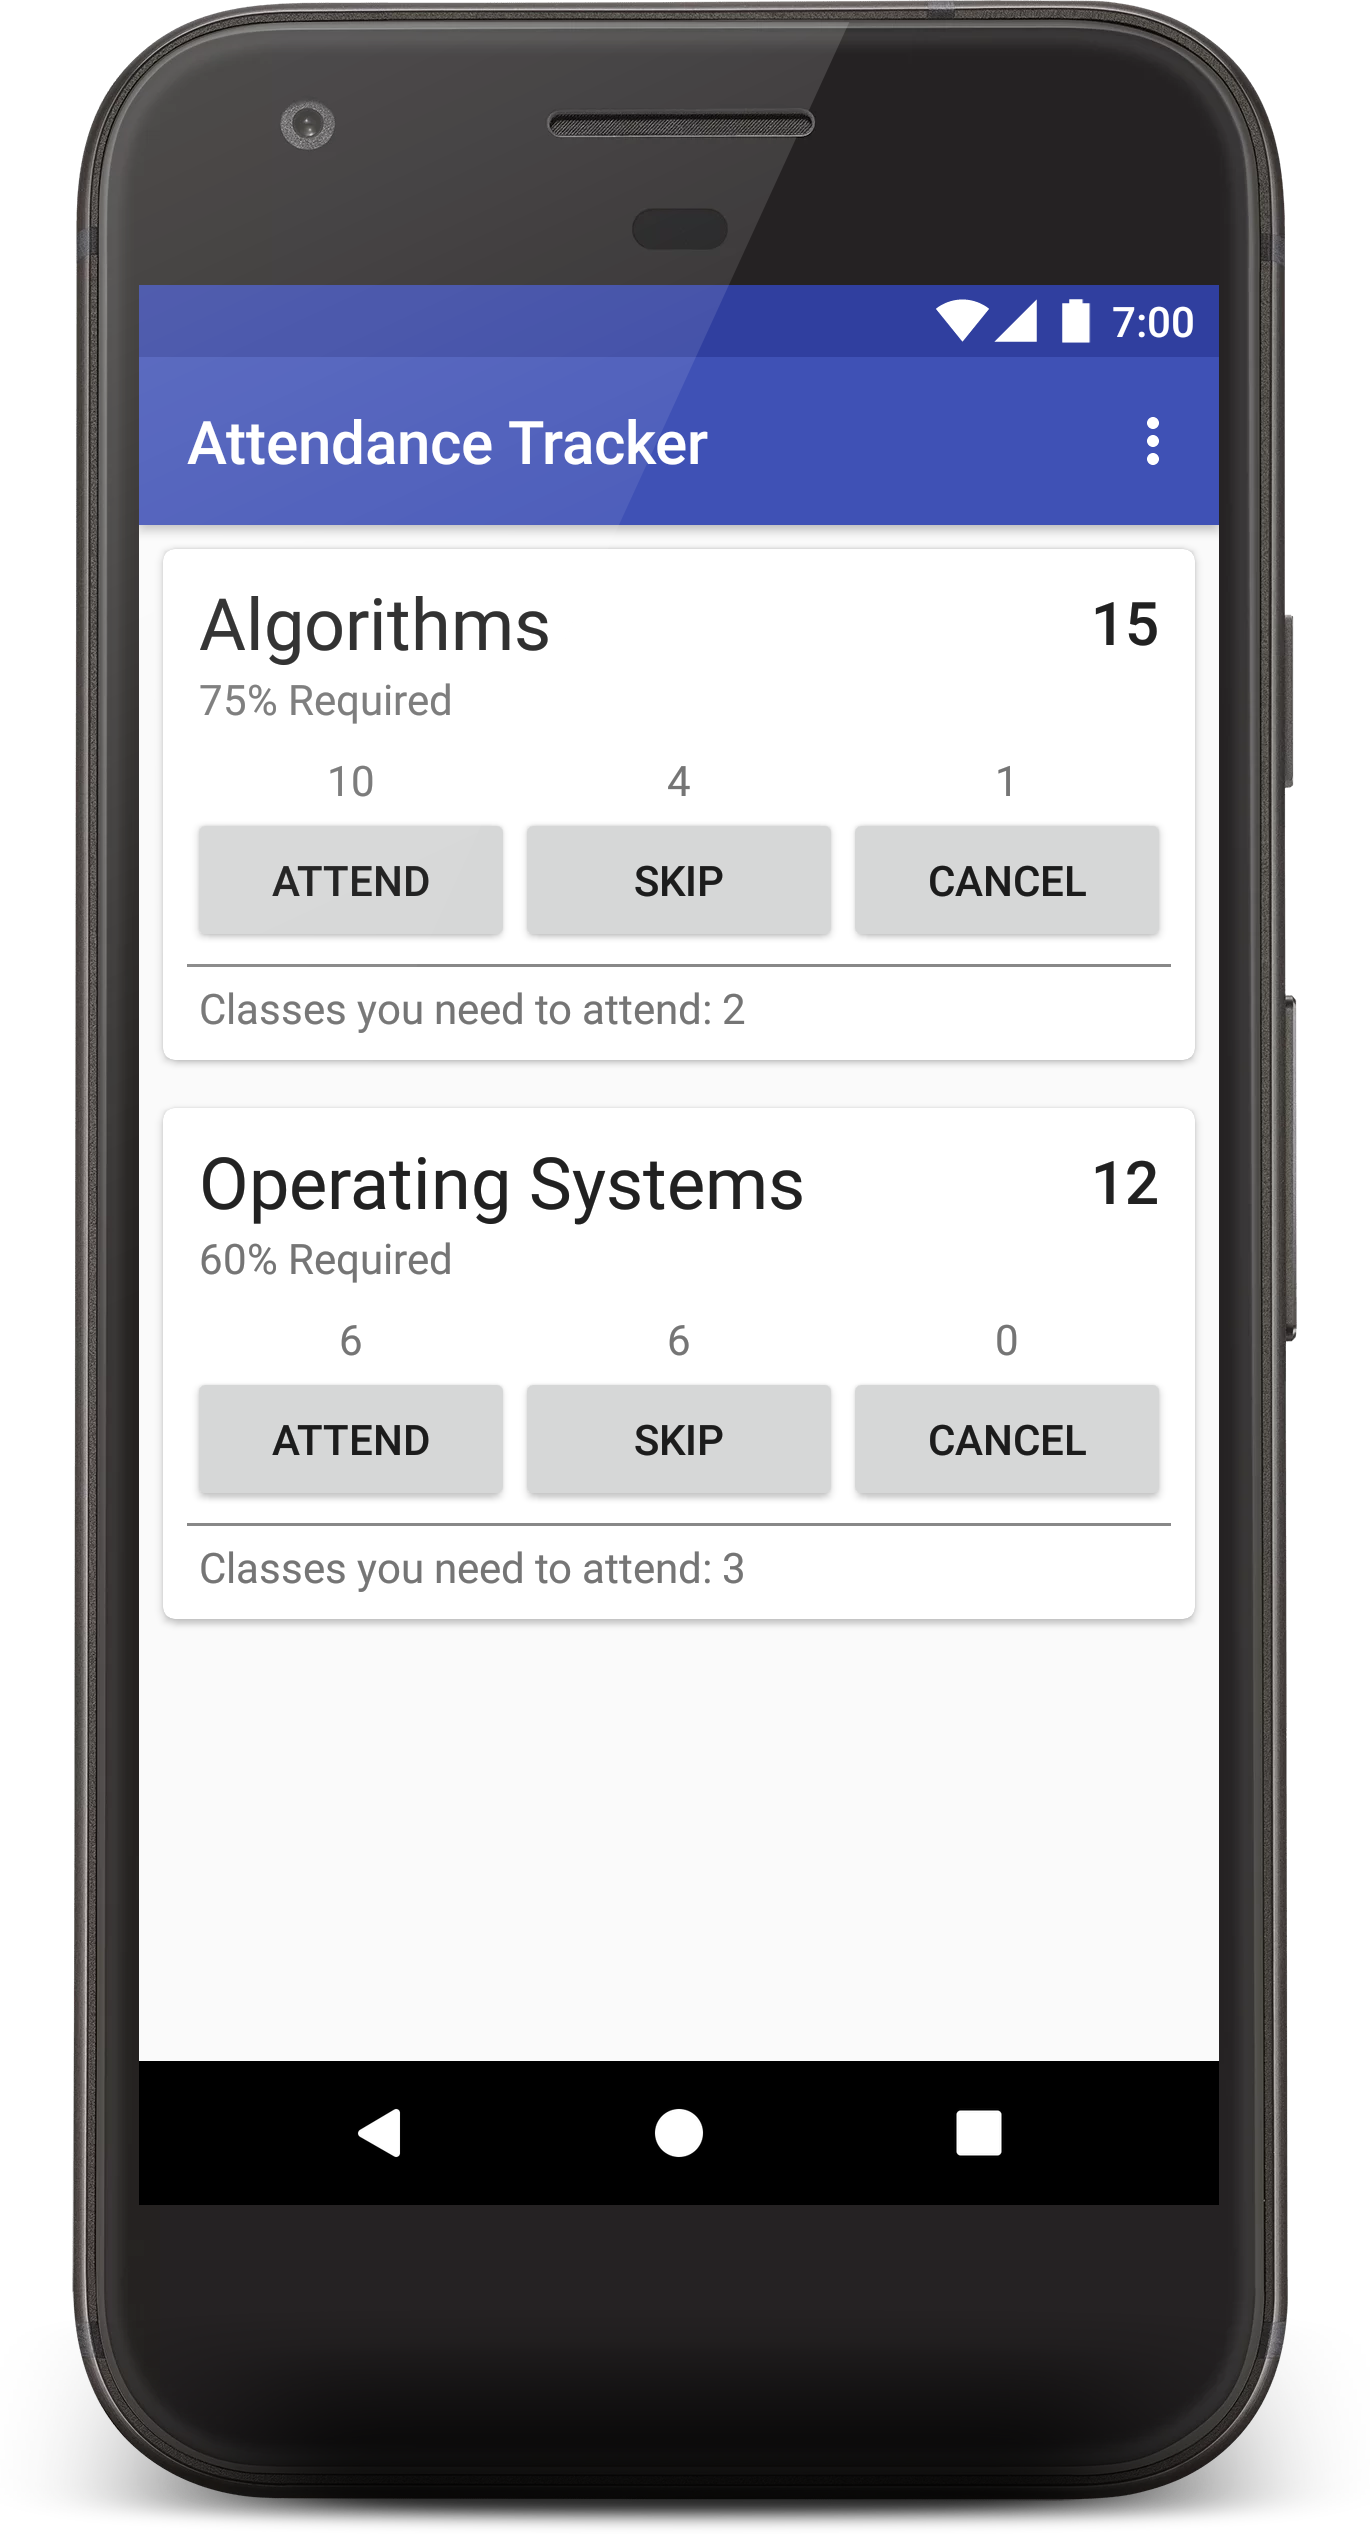 7:00
Attendance Tracker
Algorithms 15
75% Required
10 4 1
ATTEND SKIP CANCEL
Classes you need to attend: 2
Operating Systems 12
60% Required
6 6 0
ATTEND SKIP CANCEL
Classes you need to attend: 3